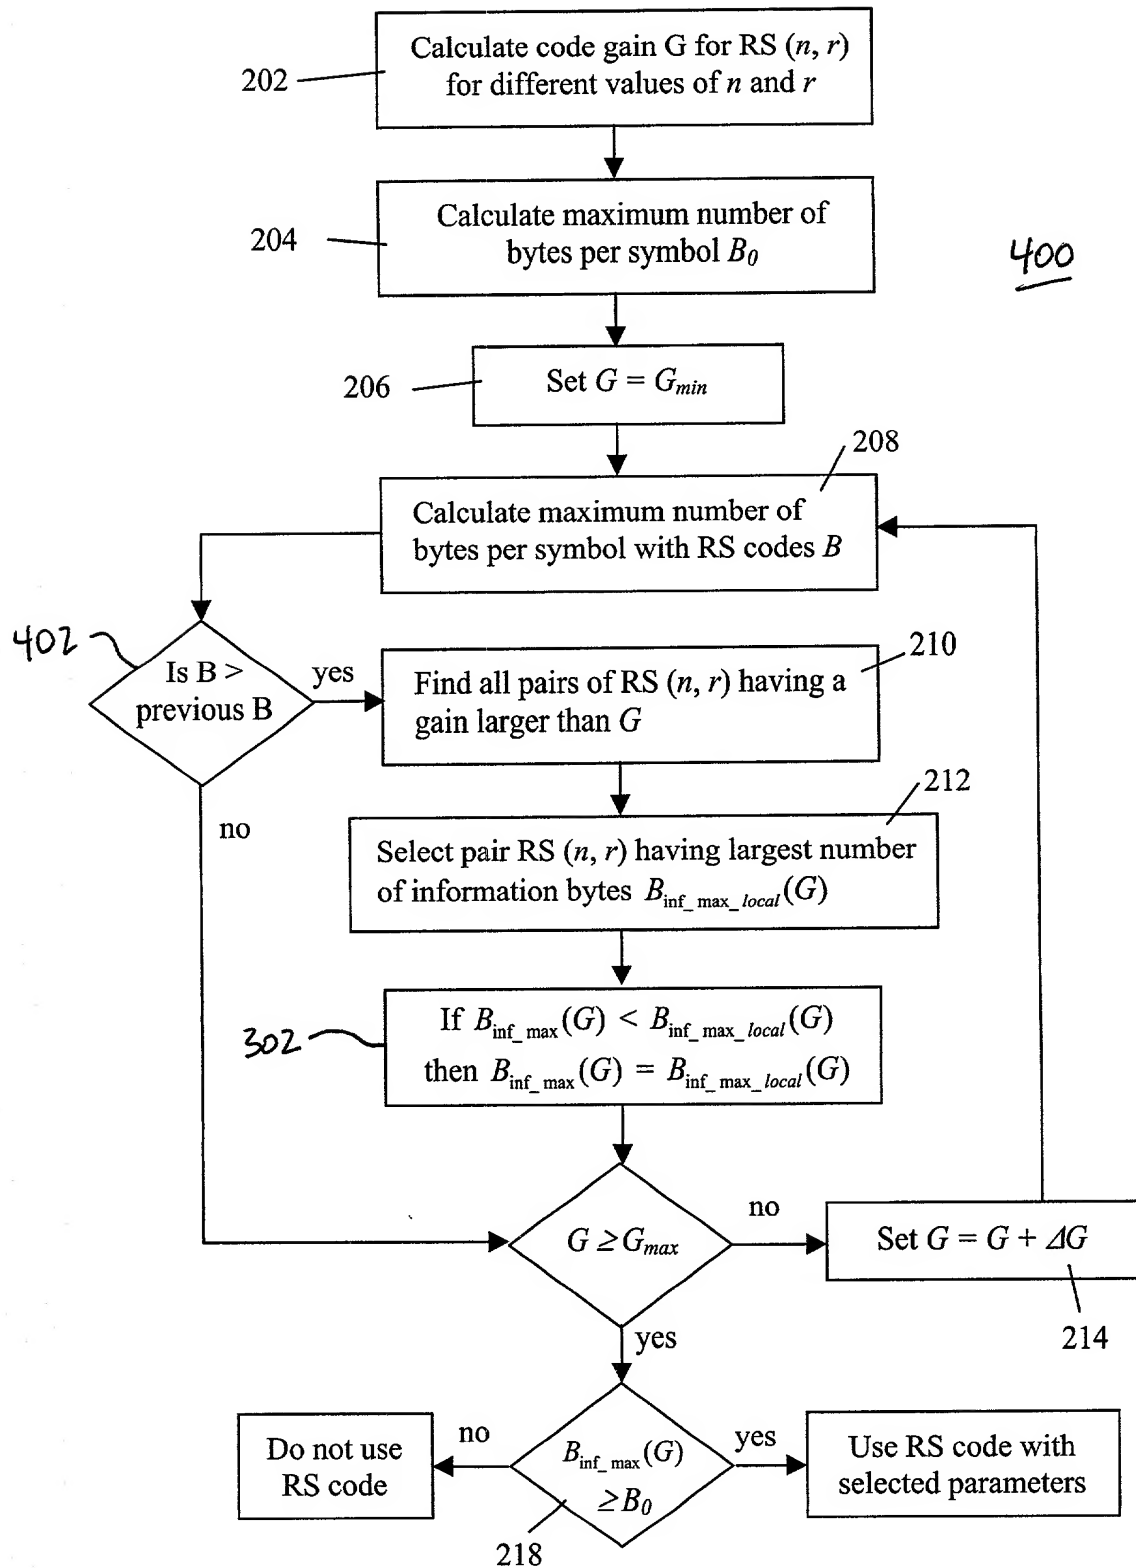 Calculate code gain G for RS (n, r)
for different values of n and r
202
Calculate maximum number of
bytes per symbol B₀
204
400
Set G = Gmin
206
208
Calculate maximum number of
bytes per symbol with RS codes B
402
Is B >
previous B
yes
210
Find all pairs of RS (n, r) having a
gain larger than G
no
212
Select pair RS (n, r) having largest number
of information bytes Binf_max_local(G)
302
If Binf_max(G) < Binf_max_local(G)
then Binf_max(G) = Binf_max_local(G)
G ≥ Gmax
no
Set G = G + ΔG
214
yes
Do not use
RS code
no
Binf_max(G)
≥ B₀
yes
Use RS code with
selected parameters
218